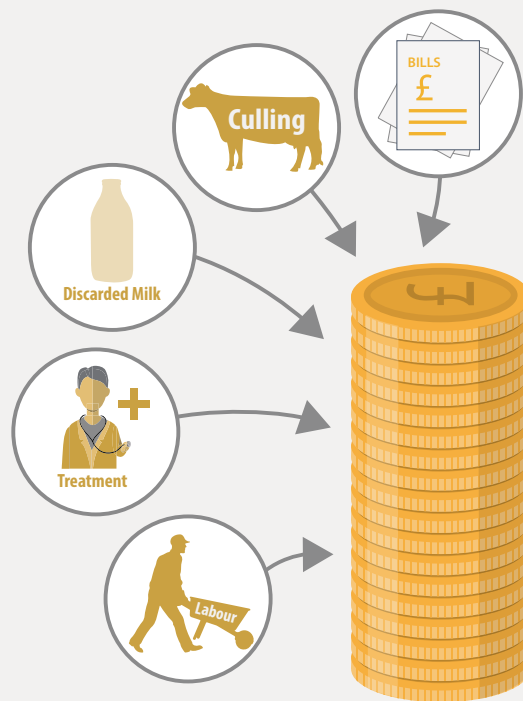 BILLS
£
Culling
Discarded Milk
Treatment
Labour
£